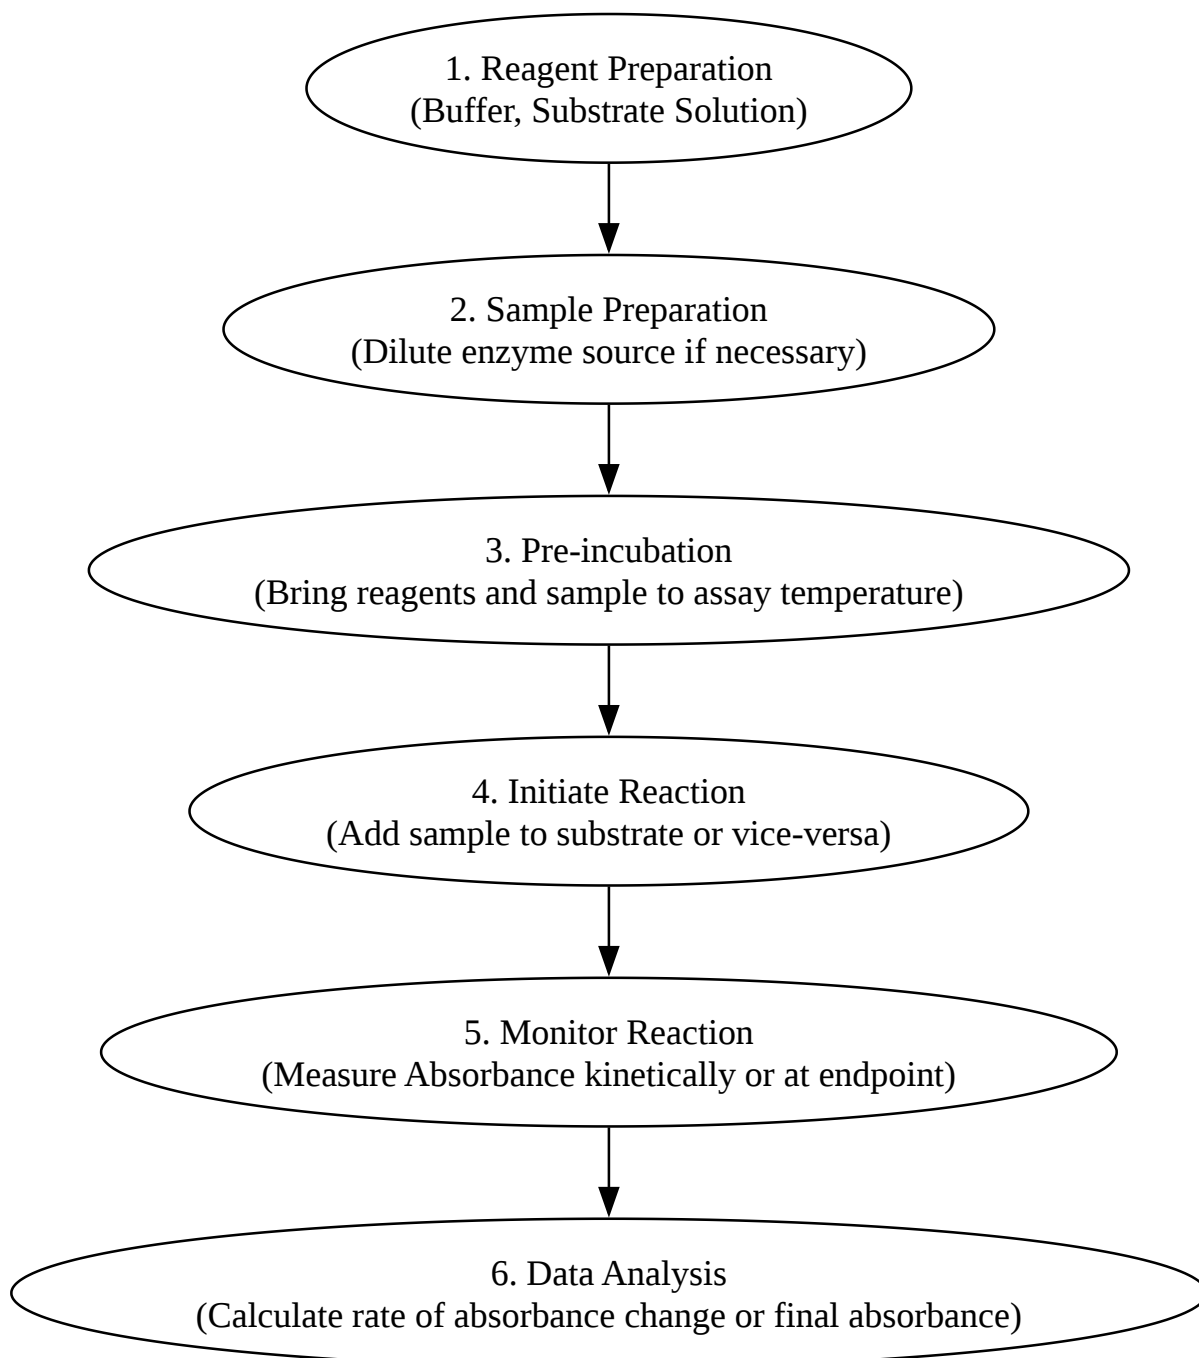 1. Reagent Preparation
(Buffer, Substrate Solution)
2. Sample Preparation
(Dilute enzyme source if necessary)
3. Pre-incubation
(Bring reagents and sample to assay temperature)
4. Initiate Reaction
(Add sample to substrate or vice-versa)
5. Monitor Reaction
(Measure Absorbance kinetically or at endpoint)
6. Data Analysis
(Calculate rate of absorbance change or final absorbance)